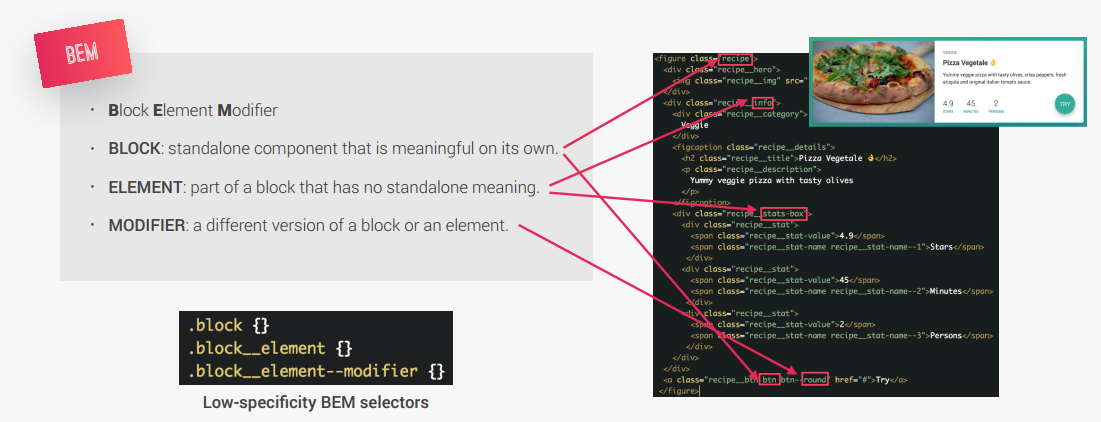 BEM
· Block Element Modifier
· BLOCK: standalone component that is meaningful on its own.
· ELEMENT: part of a block that has no standalone meaning.
· MODIFIER: a different version of a block or an element.
.block {}
.block__element {}
.block__element--modifier {}
Low-specificity BEM selectors
<figure class="recipe">
<div class="recipe__hero">
<img class="recipe__img" src="
</div>
<div class="recipe__info">
<div class="recipe__category">
Veggie
</div>
<figcaption class="recipe__details">
<h2 class="recipe__title">Pizza Vegetale 👌</h2>
<p class="recipe__description">
Yummy veggie pizza with tasty olives
</p>
</figcaption>
<div class="recipe__stats-box">
<div class="recipe__stat">
<span class="recipe__stat-value">4.9</span>
<span class="recipe__stat-name recipe__stat-name--1">Stars</span>
</div>
<div class="recipe__stat">
<span class="recipe__stat-value">45</span>
<span class="recipe__stat-name recipe__stat-name--2">Minutes</span>
</div>
<div class="recipe__stat">
<span class="recipe__stat-value">2</span>
<span class="recipe__stat-name recipe__stat-name--3">Persons</span>
</div>
</div>
</div>
<a class="recipe__btn btn btn--round" href="#">Try</a>
</figure>
VEGGIE
Pizza Vegetale 👌
Yummy veggie pizza with tasty olives, crisp peppers, fresh
arugula and original italian tomato sauce.
4.9 45 2
STARS MINUTES PERSONS
TRY